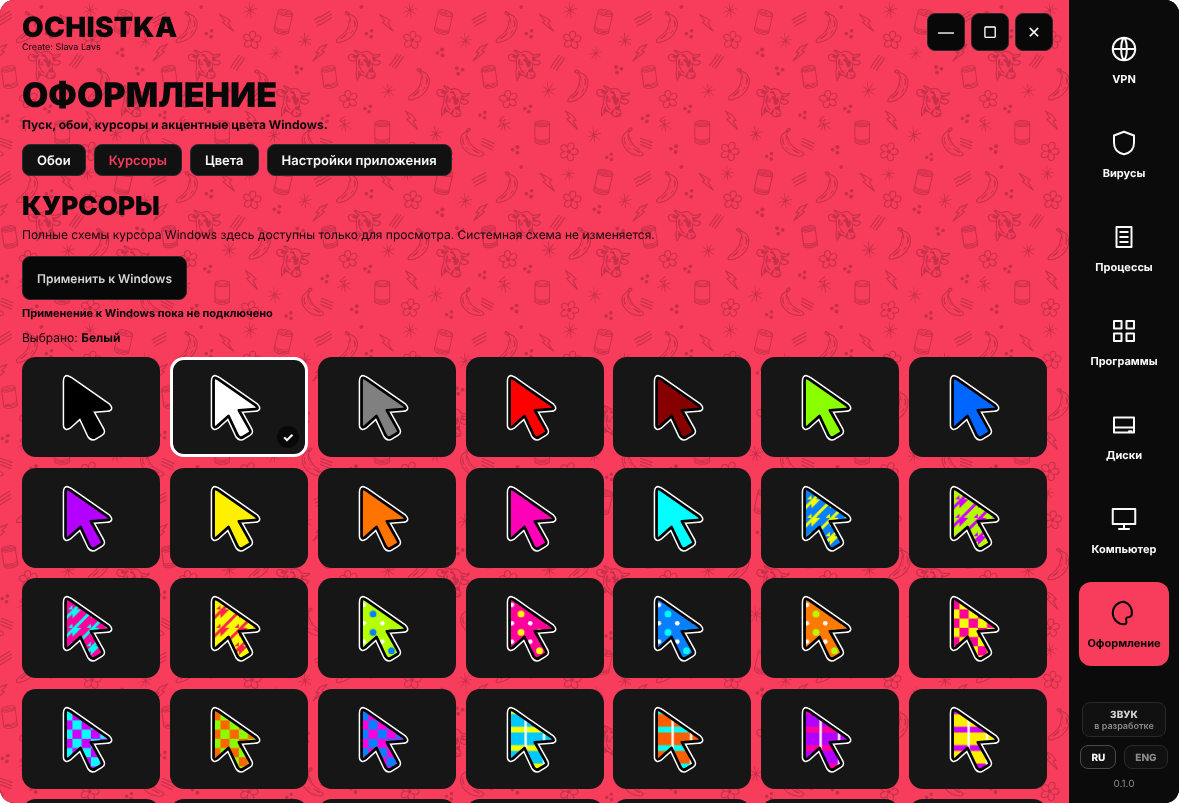 OCHISTKA
Create: Slava Lavs
ОФОРМЛЕНИЕ
Пуск, обои, курсоры и акцентные цвета Windows.
Обои
Курсоры
Цвета
Настройки приложения
КУРСОРЫ
Полные схемы курсора Windows здесь доступны только для просмотра. Системная схема не изменяется.
Применить к Windows
Применение к Windows пока не подключено
Выбрано: Белый
VPN
Вирусы
Процессы
Программы
Диски
Компьютер
Оформление
ЗВУК
в разработке
RU
ENG
0.1.0